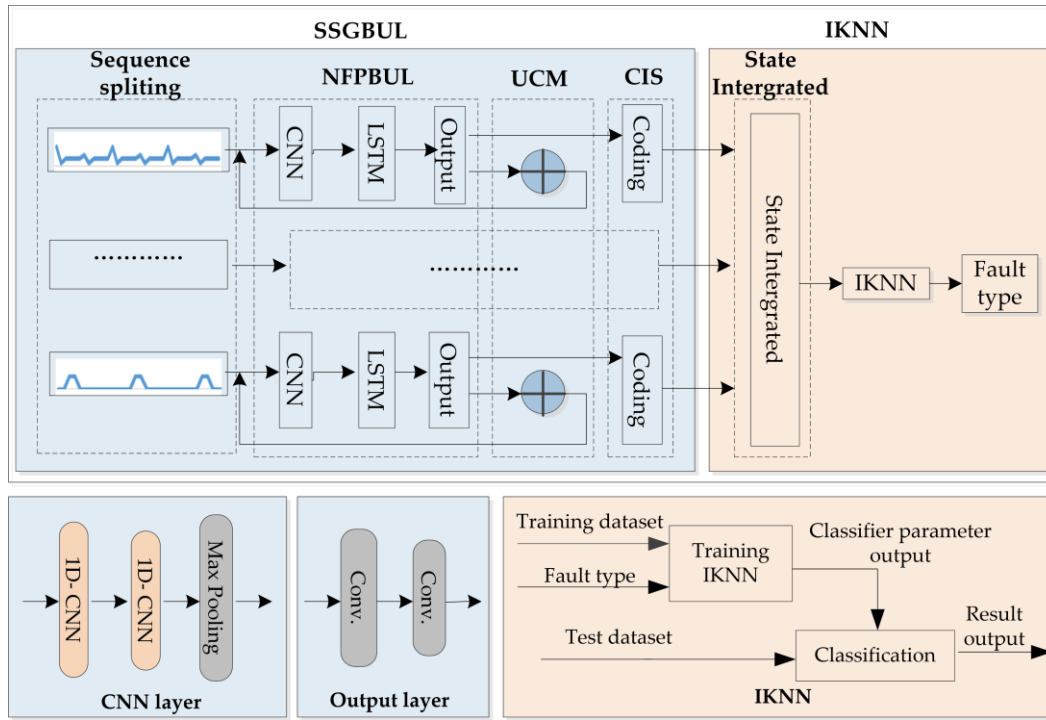 SSGBUL
IKNN
Sequence
spliting
NFPBUL
UCM
CIS
State
Intergrated
CNN
LSTM
Output
Coding
............
............
State Intergrated
IKNN
Fault
type
CNN
LSTM
Output
Coding
1D- CNN
1D- CNN
Max Pooling
CNN layer
Conv.
Conv.
Output layer
Training dataset
Fault type
Training
IKNN
Classifier parameter
output
Test dataset
Classification
Result
output
IKNN